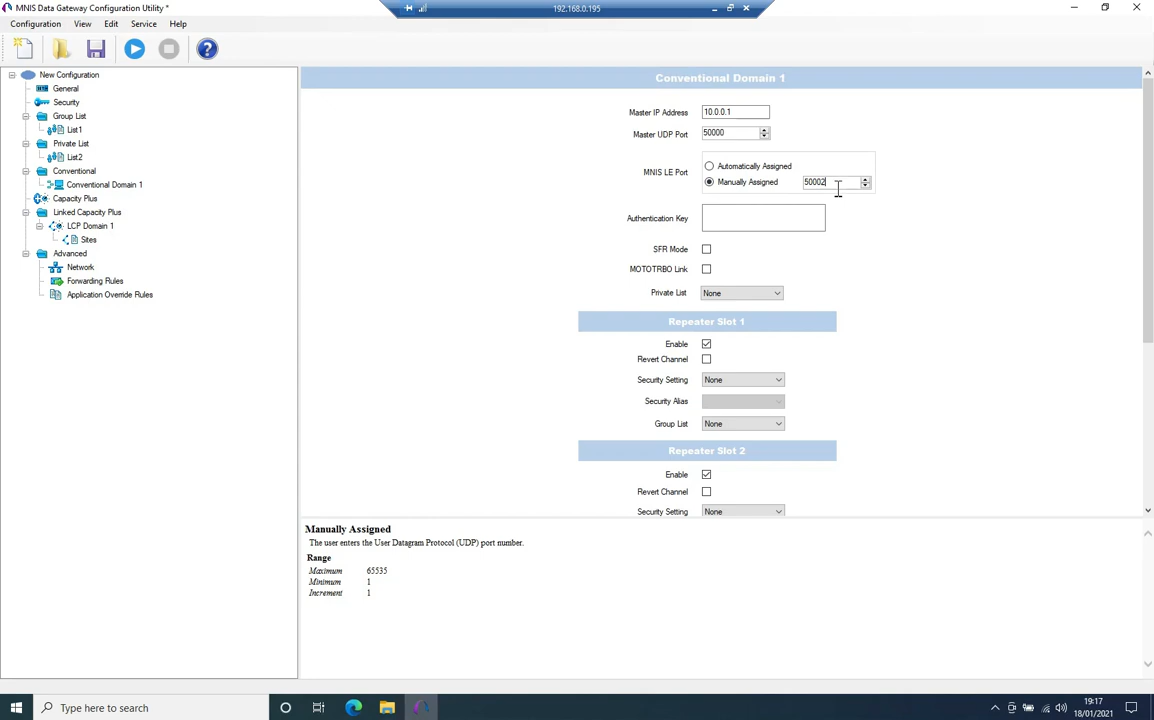 MNIS Data Gateway Configuration Utility *
192.168.0.195
Configuration View Edit Service Help
New Configuration
General
Security
Group List
List1
Private List
List2
Conventional
Conventional Domain 1
Capacity Plus
Linked Capacity Plus
LCP Domain 1
Sites
Advanced
Network
Forwarding Rules
Application Override Rules
Conventional Domain 1
Master IP Address 10.0.0.1
Master UDP Port 50000
MNIS LE Port Automatically Assigned
Manually Assigned 50002
Authentication Key
SFR Mode
MOTOTRBO Link
Private List None
Repeater Slot 1
Enable
Revert Channel
Security Setting None
Security Alias
Group List None
Repeater Slot 2
Enable
Revert Channel
Security Setting None
Manually Assigned
The user enters the User Datagram Protocol (UDP) port number.
Range
Maximum 65535
Minimum 1
Increment 1
Type here to search
19:17
18/01/2021